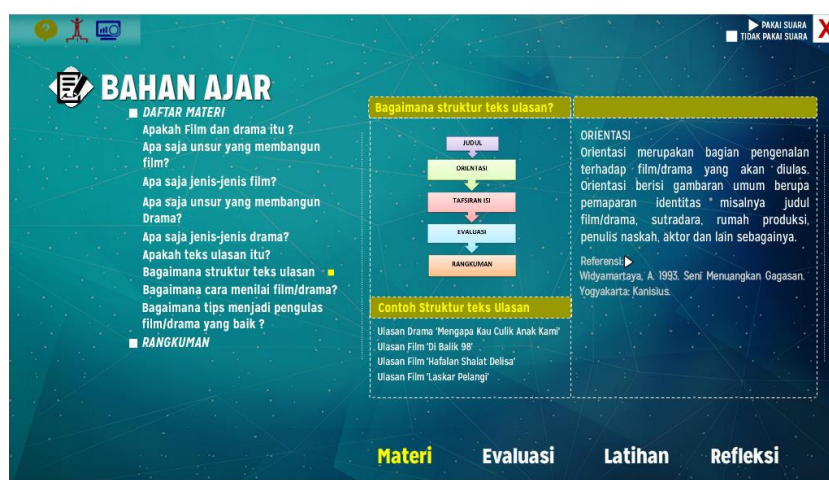 PAKAI SUARA
TIDAK PAKAI SUARA
X
BAHAN AJAR
DAFTAR MATERI
Apakah Film dan drama itu ?
Apa saja unsur yang membangun
film?
Apa saja jenis-jenis film?
Apa saja unsur yang membangun
Drama?
Apa saja jenis-jenis drama?
Apakah teks ulasan itu?
Bagaimana struktur teks ulasan
Bagaimana cara menilai film/drama?
Bagaimana tips menjadi pengulas
film/drama yang baik ?
RANGKUMAN
Bagaimana struktur teks ulasan?
JUDUL
ORIENTASI
TAFSIRAN ISI
EVALUASI
RANGKUMAN
Contoh Struktur teks Ulasan
Ulasan Drama 'Mengapa Kau Culik Anak Kami'
Ulasan Film 'Di Balik 98'
Ulasan Film 'Hafalan Shalat Delisa'
Ulasan Film 'Laskar Pelangi'
ORIENTASI
Orientasi merupakan bagian pengenalan
terhadap film/drama yang akan diulas.
Orientasi berisi gambaran umum berupa
pemaparan identitas " misalnya judul
film/drama, sutradara, rumah produksi,
penulis naskah, aktor dan lain sebagainya.
Referensi:
Widyamartaya, A. 1993. Seni Menuangkan Gagasan.
Yogyakarta: Kanisius.
Materi Evaluasi Latihan Refleksi